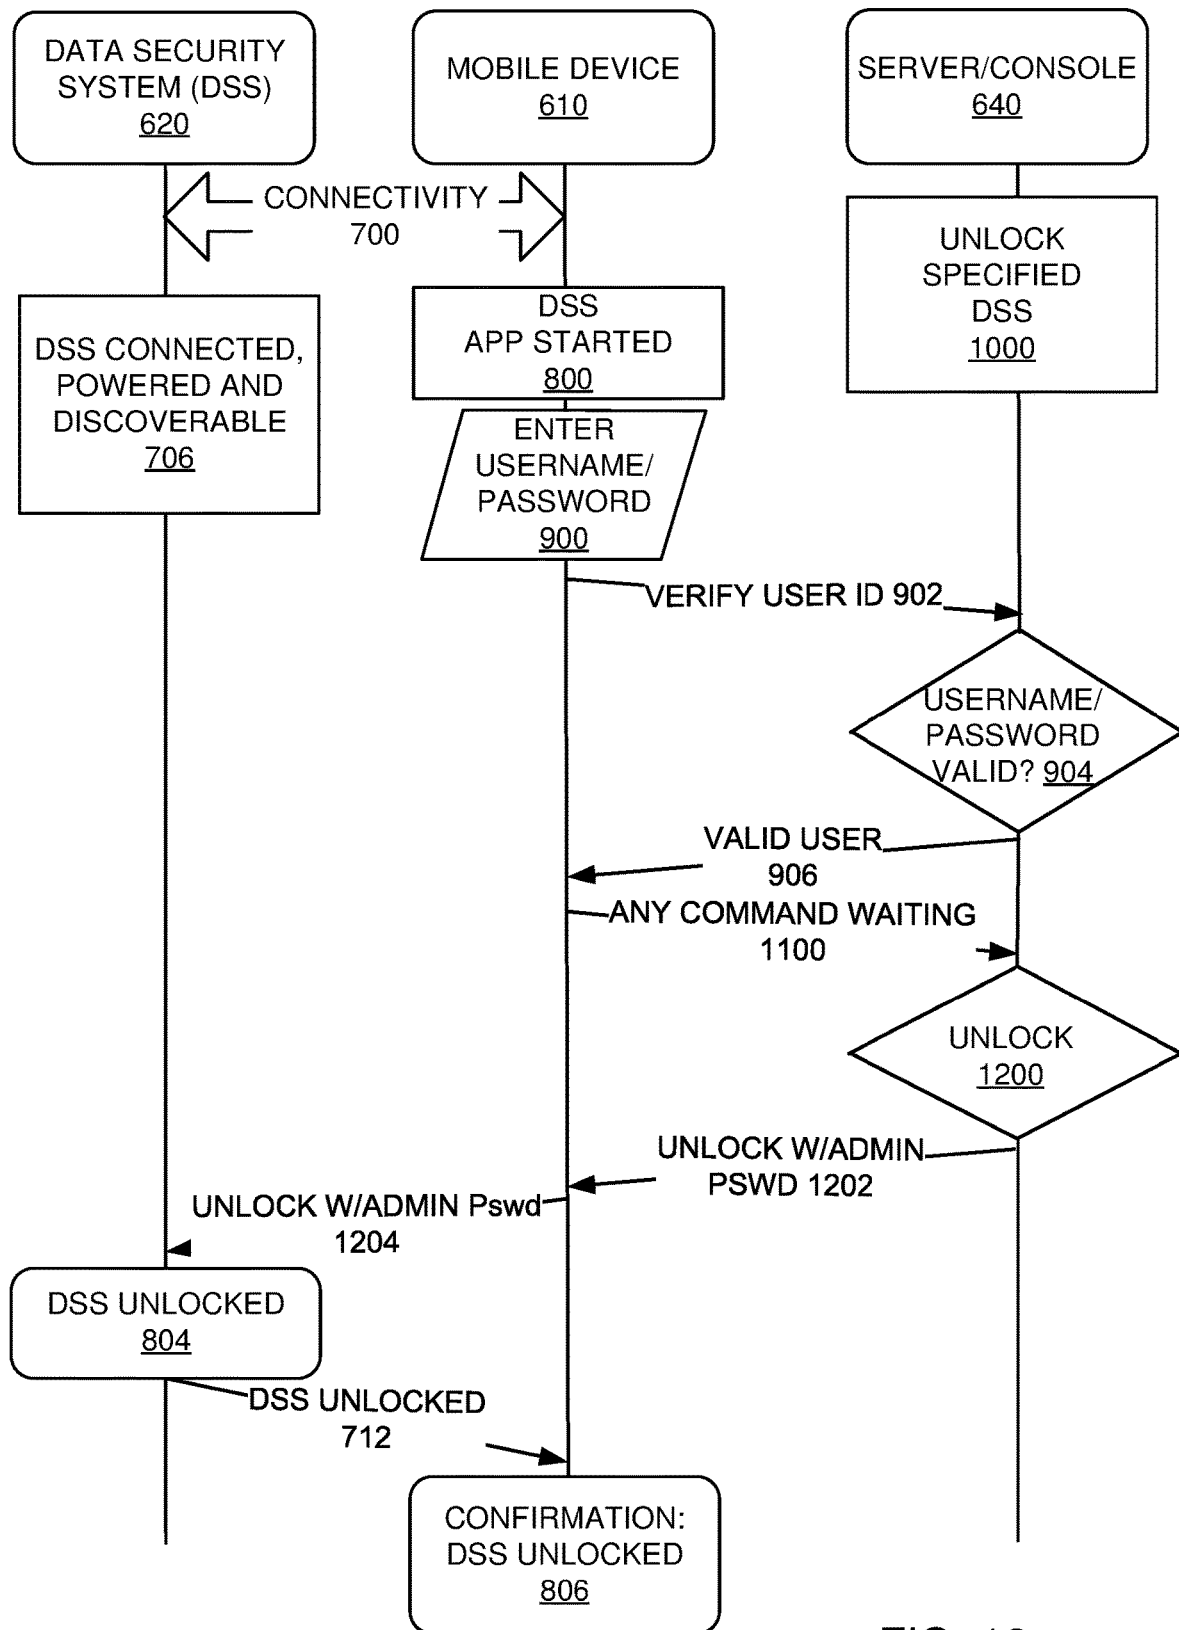 DATA SECURITY
SYSTEM (DSS)
620
MOBILE DEVICE
610
SERVER/CONSOLE
640
CONNECTIVITY
700
UNLOCK
SPECIFIED
DSS
1000
DSS CONNECTED,
POWERED AND
DISCOVERABLE
706
DSS
APP STARTED
800
ENTER
USERNAME/
PASSWORD
900
VERIFY USER ID 902
USERNAME/
PASSWORD
VALID? 904
VALID USER
906
ANY COMMAND WAITING
1100
UNLOCK
1200
UNLOCK W/ADMIN
PSWD 1202
UNLOCK W/ADMIN Pswd
1204
DSS UNLOCKED
804
DSS UNLOCKED
712
CONFIRMATION:
DSS UNLOCKED
806